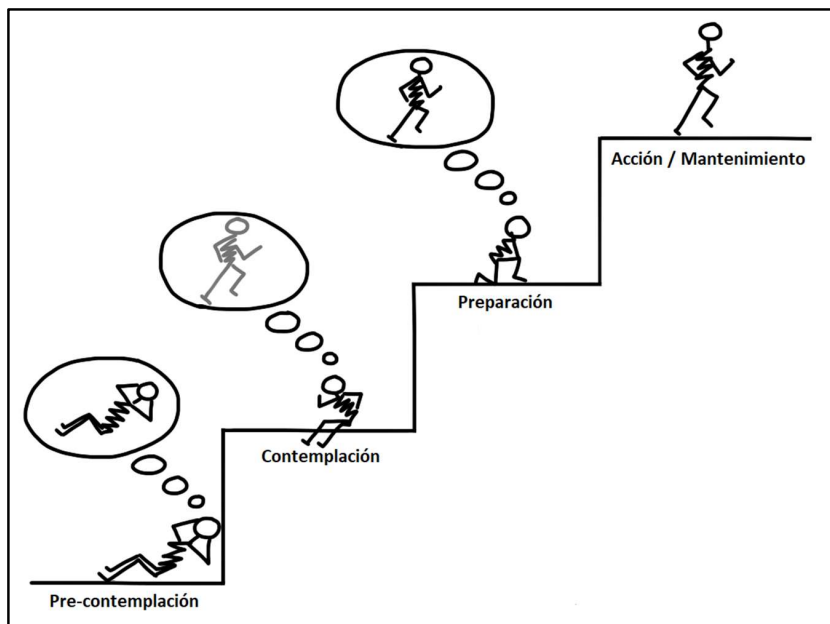 Acción / Mantenimiento
Preparación
Contemplación
Pre-contemplación